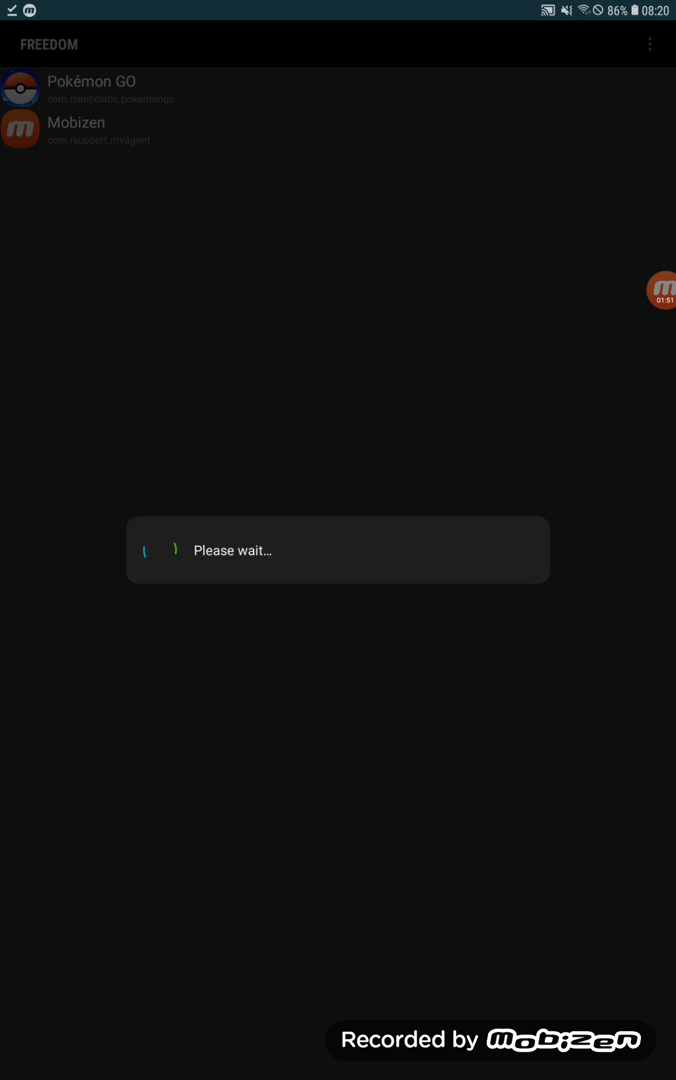 86% 08:20
FREEDOM
Pokémon GO
com.nianticlabs.pokemongo
Mobizen
com.rsupport.mvagent
01:51
Please wait...
Recorded by mobizen